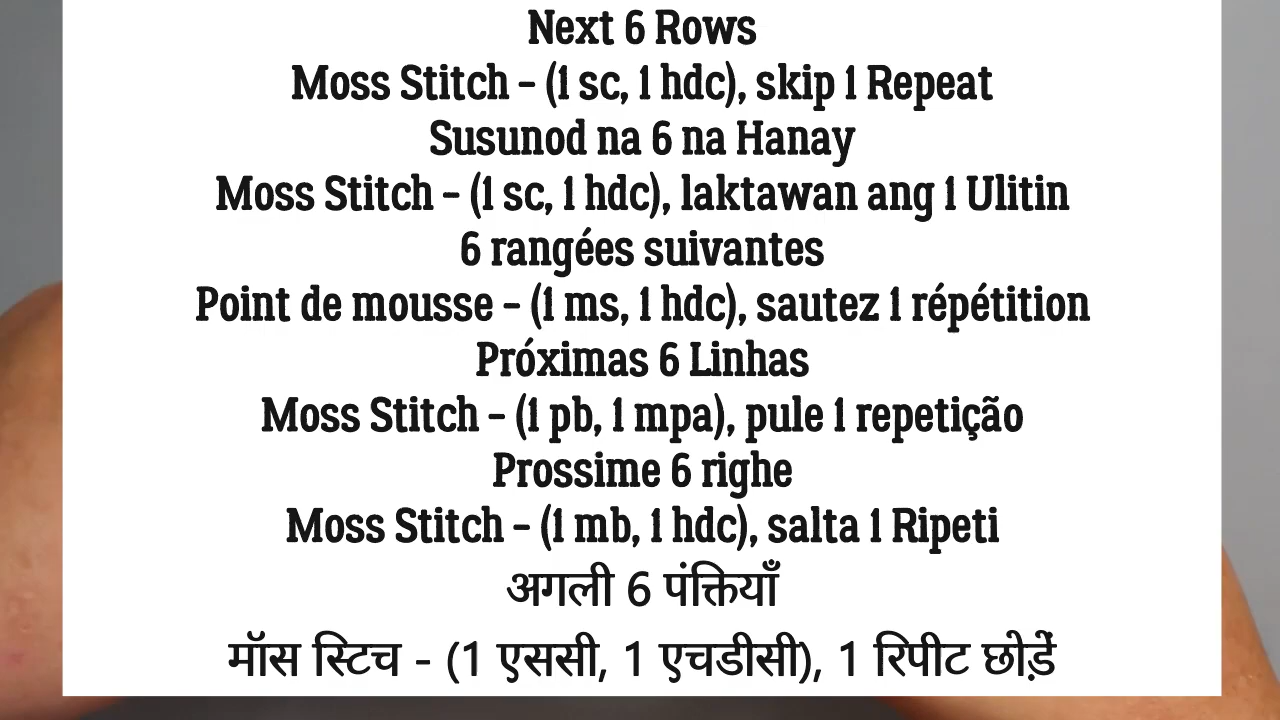 Next 6 Rows
Moss Stitch - (1 sc, 1 hdc), skip 1 Repeat
Susunod na 6 na Hanay
Moss Stitch - (1 sc, 1 hdc), laktawan ang 1 Ulitin
6 rangées suivantes
Point de mousse - (1 ms, 1 hdc), sautez 1 répétition
Próximas 6 Linhas
Moss Stitch - (1 pb, 1 mpa), pule 1 repetição
Prossime 6 righe
Moss Stitch - (1 mb, 1 hdc), salta 1 Ripeti
अगली 6 पंक्तियाँ
मॉस स्टिच - (1 एससी, 1 एचडीसी), 1 रिपीट छोड़ें